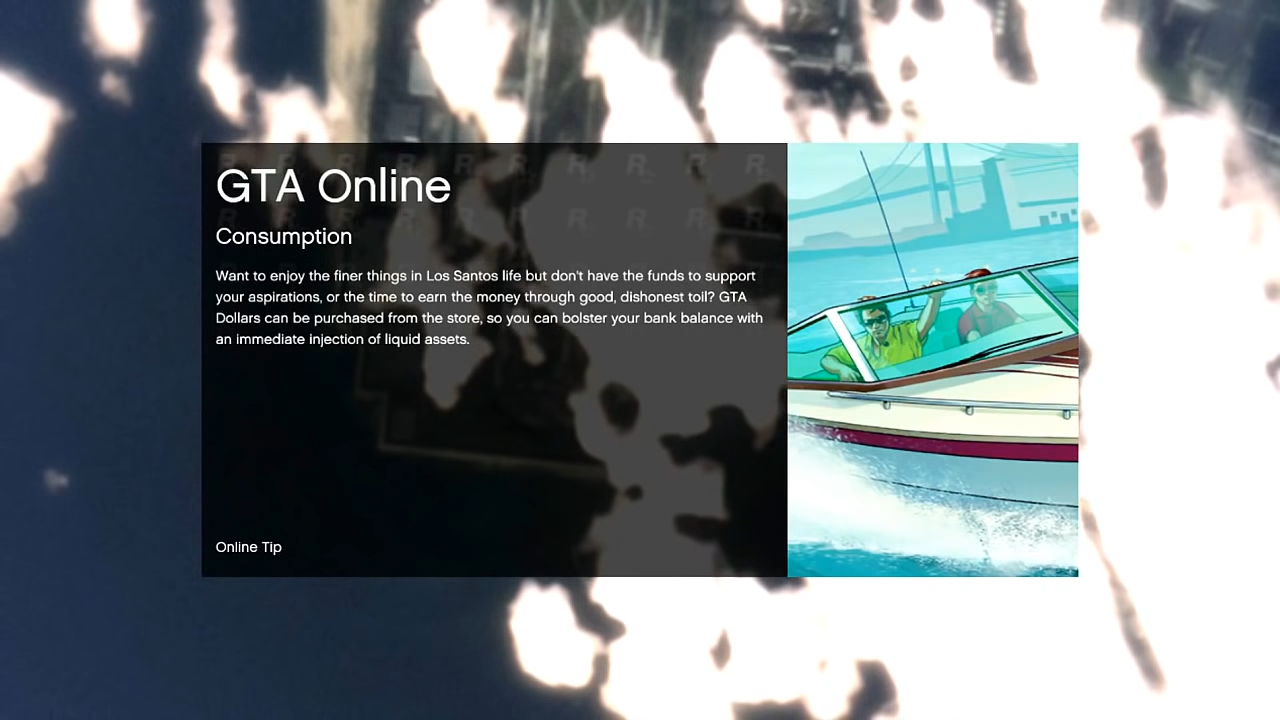 GTA Online
Consumption
Want to enjoy the finer things in Los Santos life but don't have the funds to support
your aspirations, or the time to earn the money through good, dishonest toil? GTA
Dollars can be purchased from the store, so you can bolster your bank balance with
an immediate injection of liquid assets.
Online Tip